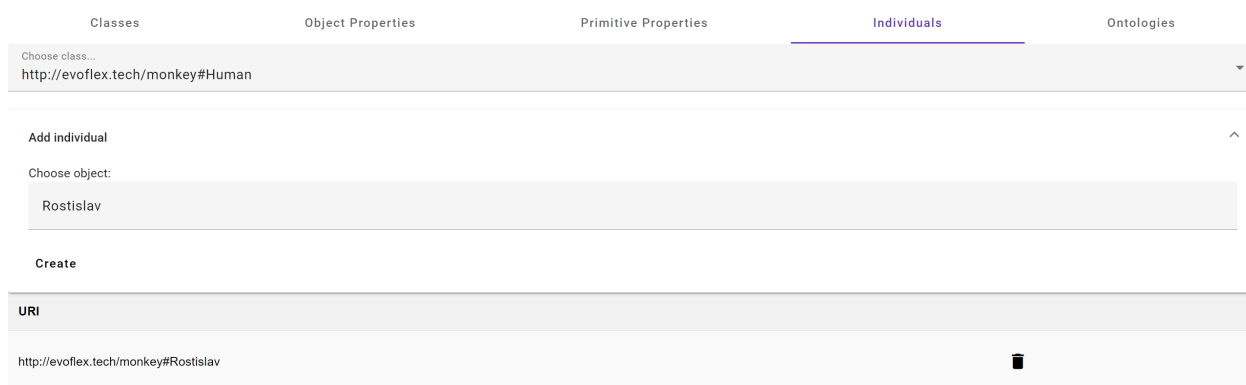 Classes Object Properties Primitive Properties Individuals Ontologies
Choose class...
http://evoflex.tech/monkey#Human
Add individual
Choose object:
Rostislav
Create
URI
http://evoflex.tech/monkey#Rostislav